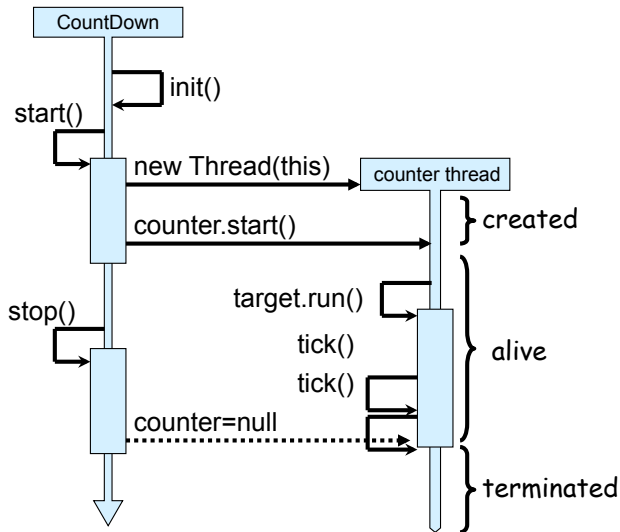 CountDown
init()
start()
new Thread(this)
counter thread
created
counter.start()
target.run()
stop()
tick()
alive
tick()
counter=null
terminated